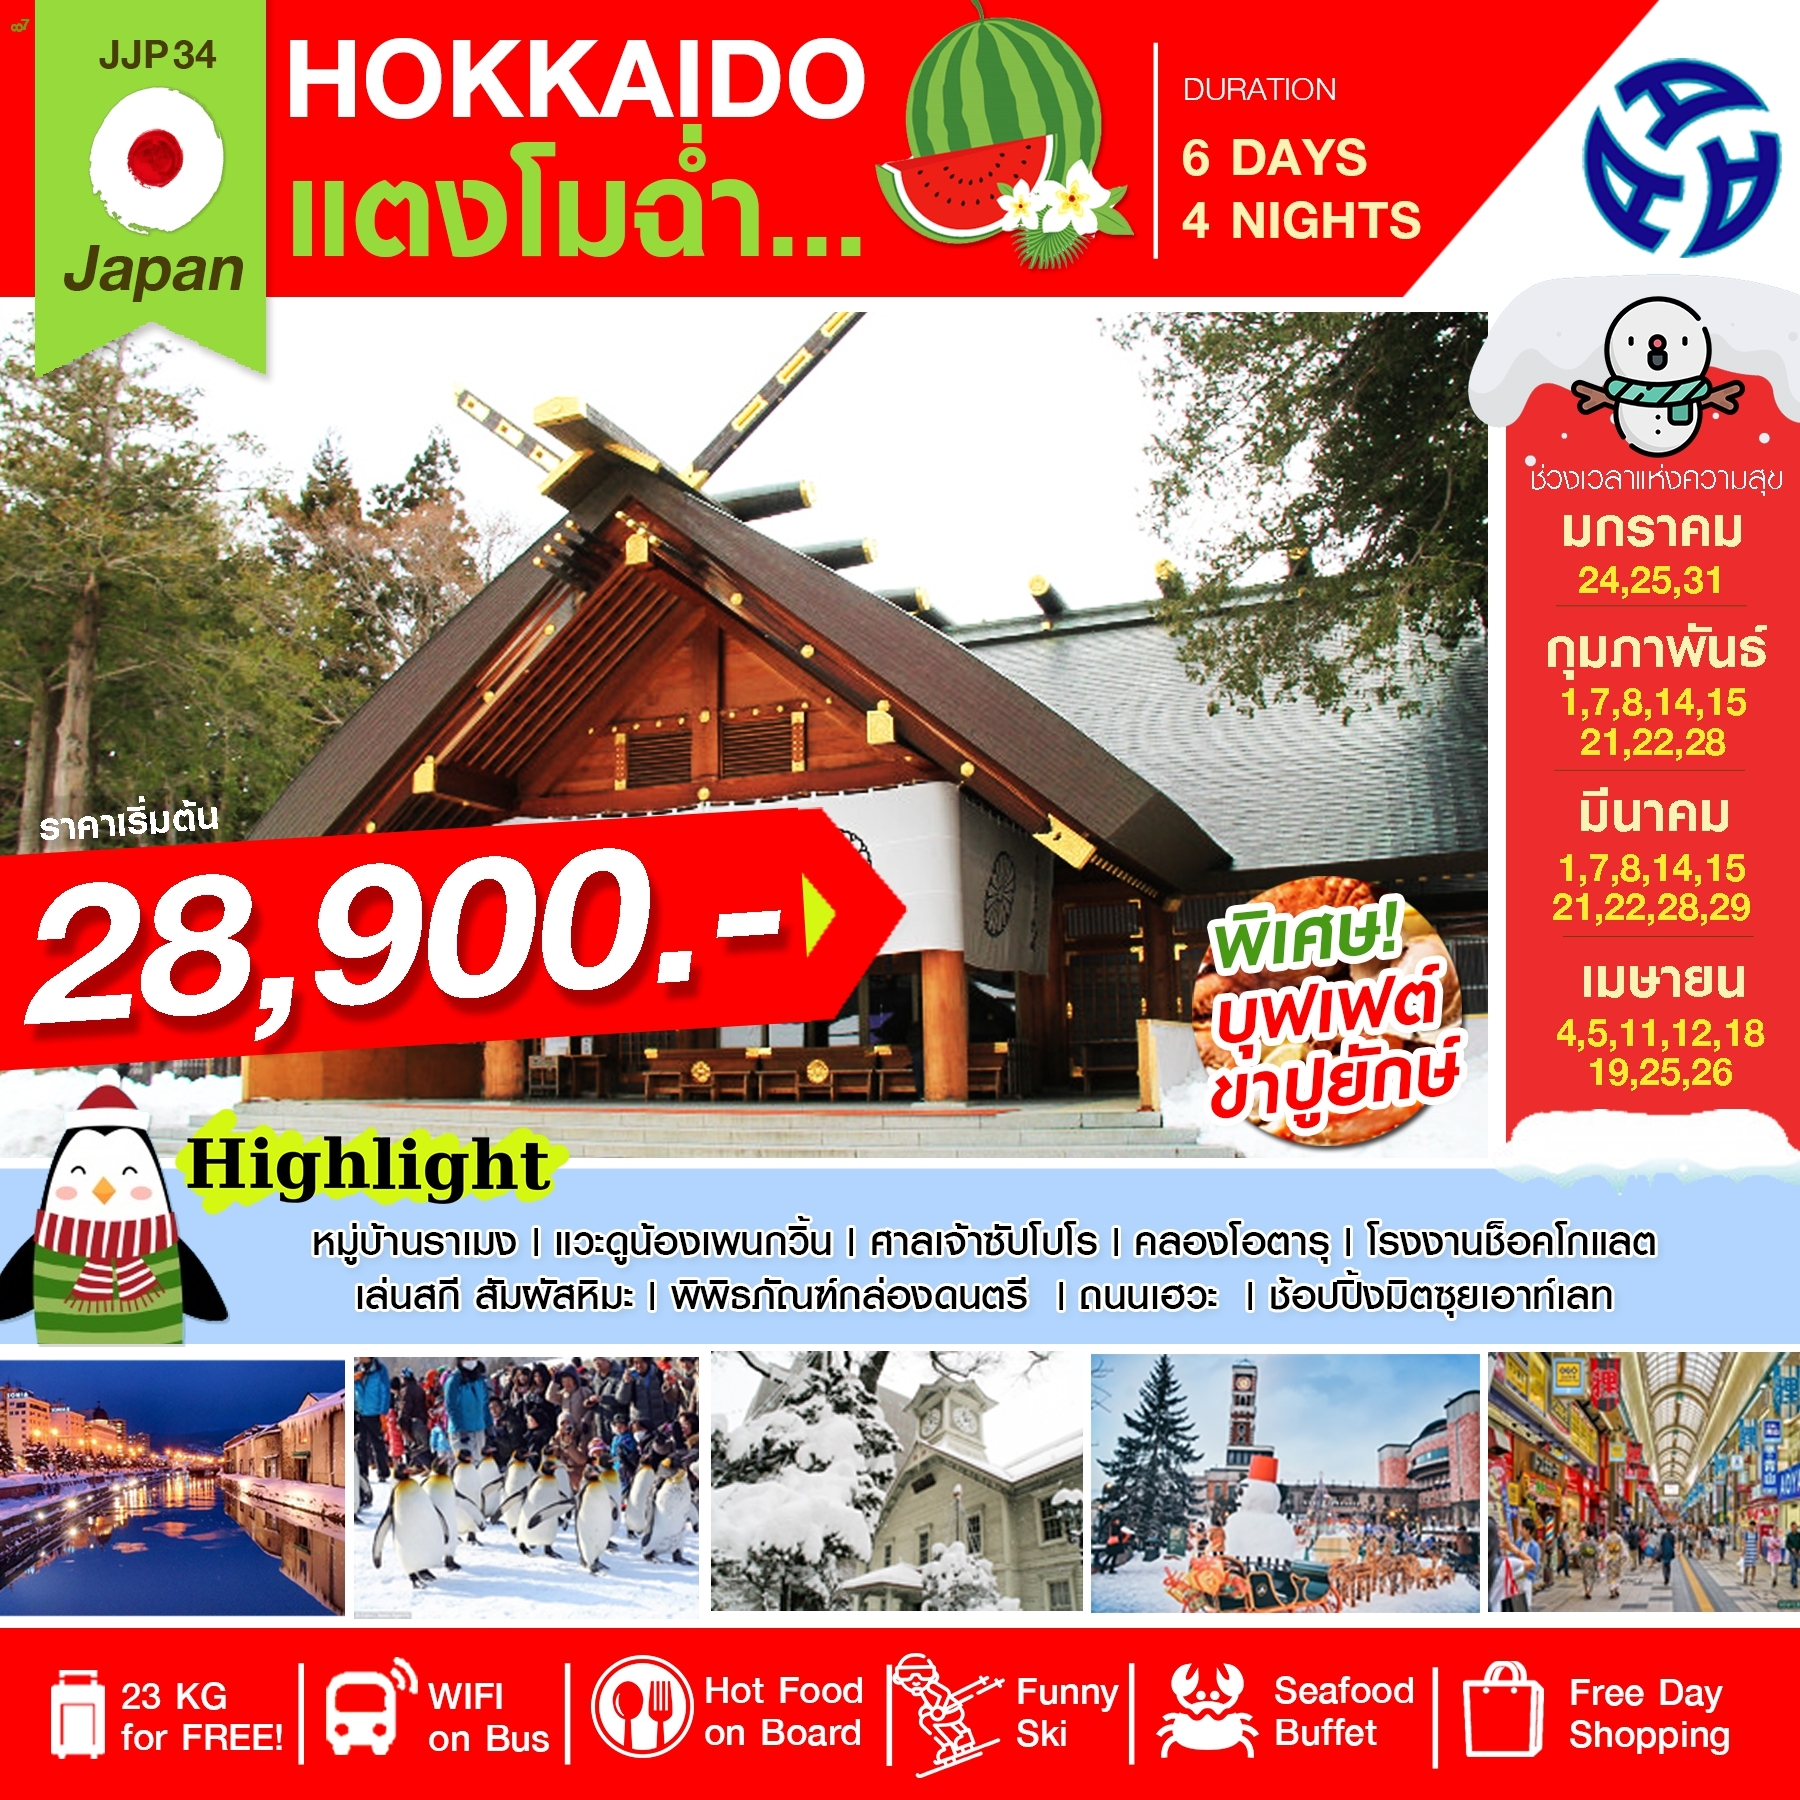 JJP34
Japan
HOKKAIDO
แตงโมฉ่ำ...
DURATION
6 DAYS
4 NIGHTS
ช่วงเวลาแห่งความสุข
มกราคม
24,25,31
กุมภาพันธ์
1,7,8,14,15
21,22,28
มีนาคม
1,7,8,14,15
21,22,28,29
เมษายน
4,5,11,12,18
19,25,26
ราคาเริ่มต้น
28,900.-
พิเศษ!
บุฟเฟต์
ขาปูยักษ์
Highlight
หมู่บ้านราเมง | แวะดูน้องเพนกวิ้น | ศาลเจ้าซัปโปโร | คลองโอตารุ | โรงงานช็อคโกแลต
เล่นสกี สัมผัสหิมะ | พิพิธภัณฑ์กล่องดนตรี | ถนนเฮวะ | ช้อปปิ้งมิตซุยเอาท์เลท
23 KG
for FREE!
WIFI
on Bus
Hot Food
on Board
Funny
Ski
Seafood
Buffet
Free Day
Shopping